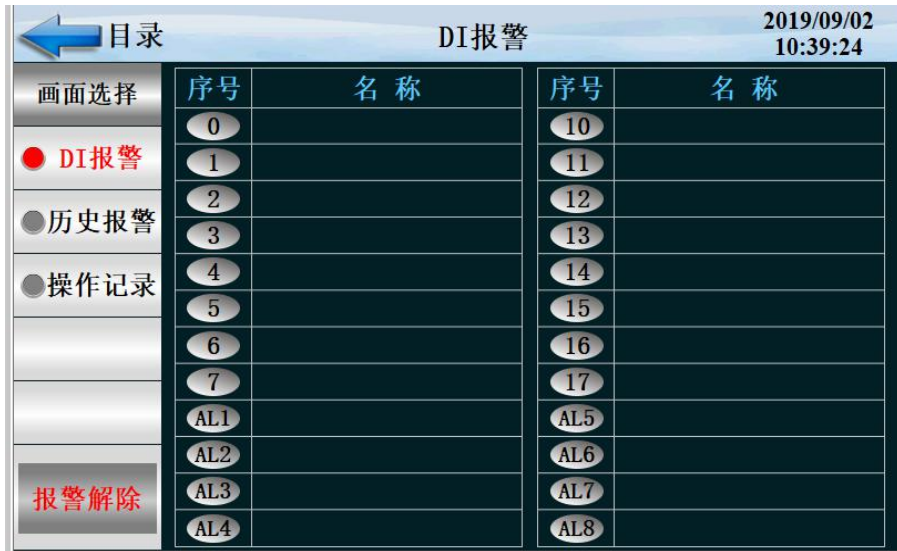 目录
DI报警
2019/09/02
10:39:24
画面选择
DI报警
历史报警
操作记录
报警解除
序号 名 称 序号 名 称
0 10
1 11
2 12
3 13
4 14
5 15
6 16
7 17
AL1 AL5
AL2 AL6
AL3 AL7
AL4 AL8